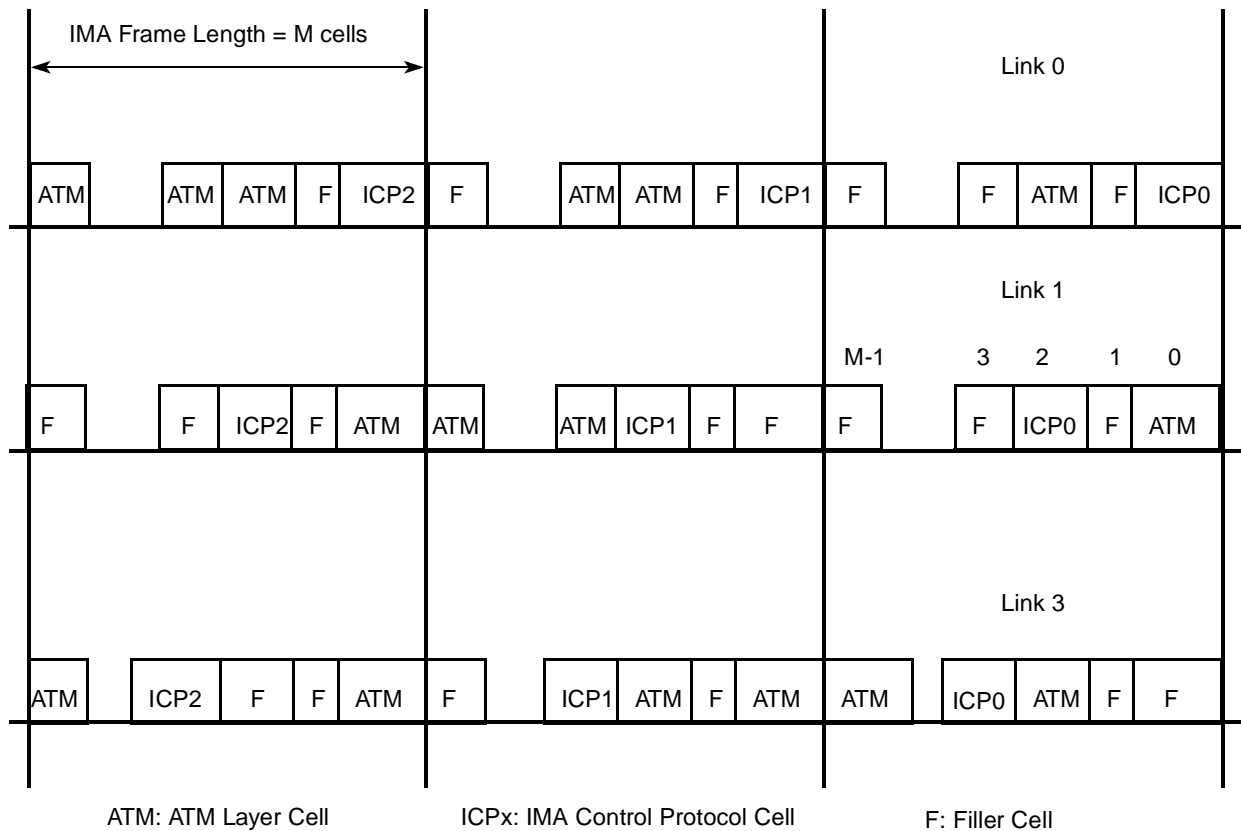 IMA Frame Length = M cells
Link 0
ATM ATM ATM F ICP2 F ATM ATM F ICP1 F F ATM F ICP0
Link 1
M-1 3 2 1 0
F F ICP2 F ATM ATM ATM ICP1 F F F F ICP0 F ATM
Link 3
ATM ICP2 F F ATM F ICP1 ATM F ATM ATM ICP0 ATM F F
ATM: ATM Layer Cell ICPx: IMA Control Protocol Cell F: Filler Cell